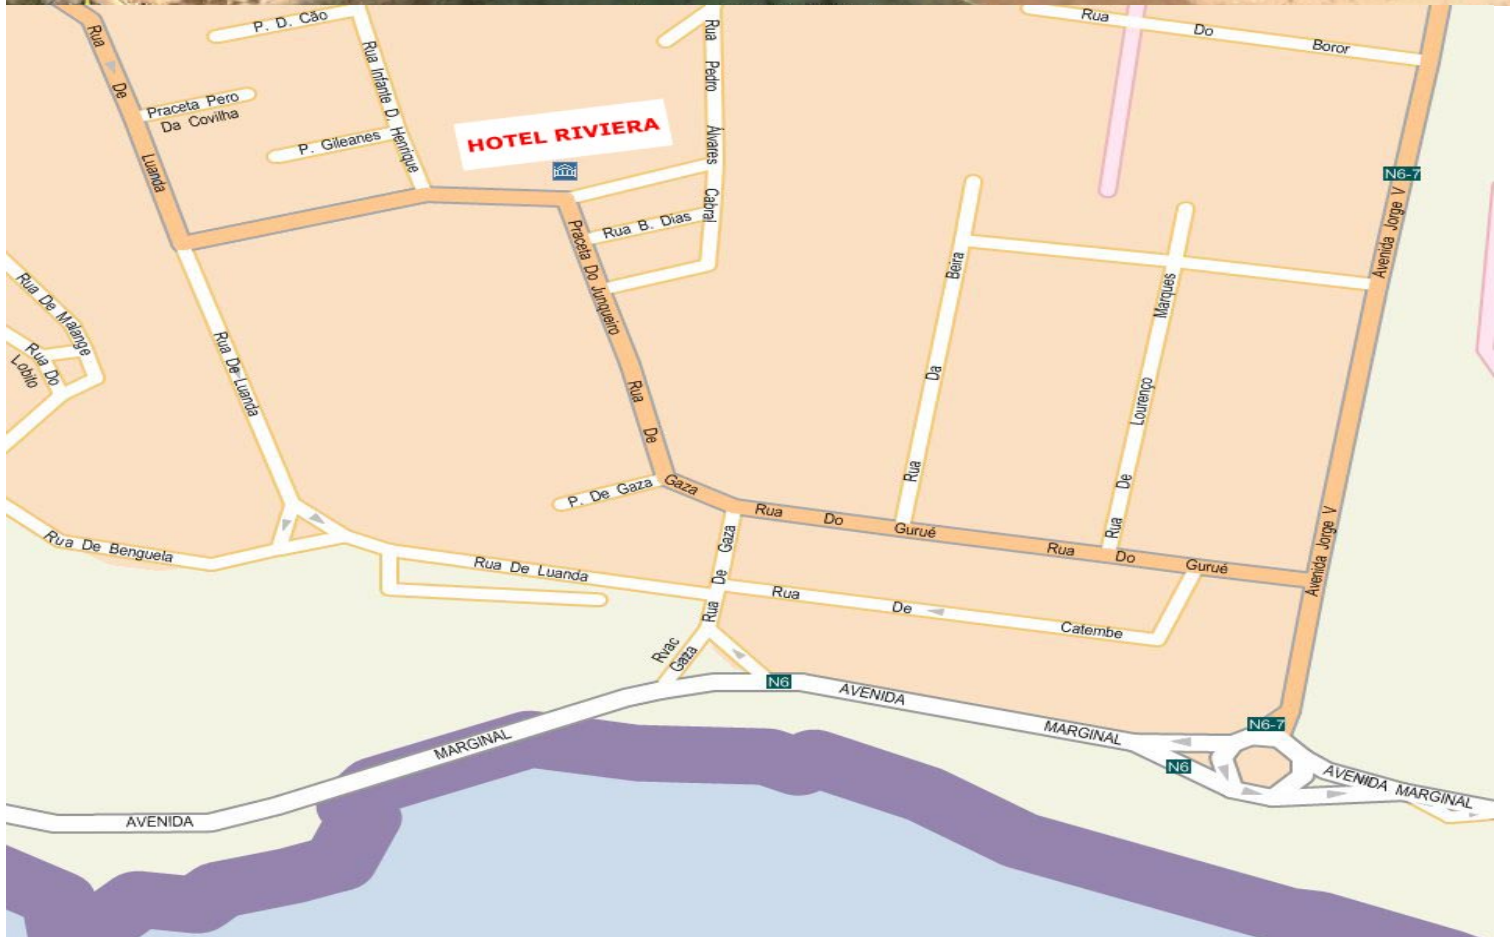 P. D. Cão
Rua Do Boror
Rua De Luanda
Rua Infante D. Henrique
Rua Pedro Álvares Cabral
Praceta Pero
Da Covilha
P. Gileanes
HOTEL RIVIERA
N6-7
Avenida Jorge V
Rua B. Dias
Praceta Do Junqueiro
Rua Da Beira
Rua De Lourenço Marques
Rua De Malange
Rua Do
Lobito
Rua De Luanda
Rua De Gaza
P. De Gaza
Rua Do Gurué
Rua Do Gurué
Avenida Jorge V
Rua De Benguela
Rua De Luanda
Rua De Gaza
Rua De Catembe
Rvac
Gaza
N6
AVENIDA MARGINAL
N6-7
N6
AVENIDA MARGINAL
AVENIDA MARGINAL